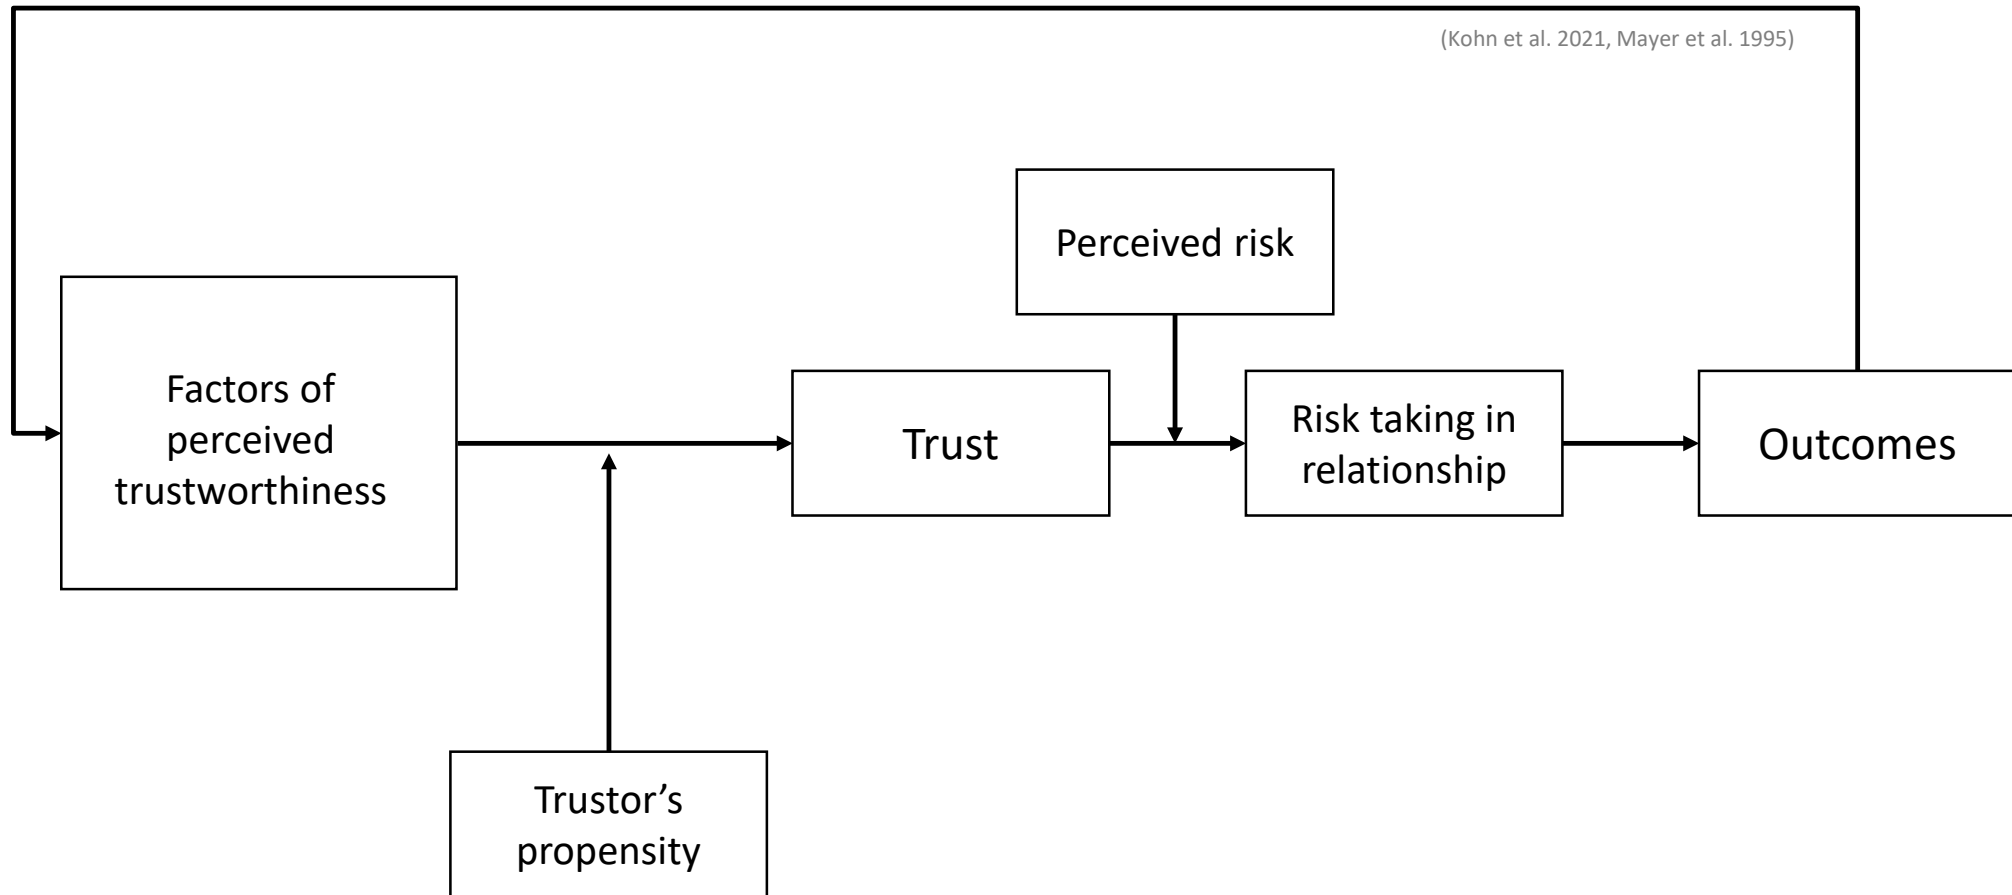 (Kohn et al. 2021, Mayer et al. 1995)
Perceived risk
Factors of
perceived
trustworthiness
Trust
Risk taking in
relationship
Outcomes
Trustor’s
propensity